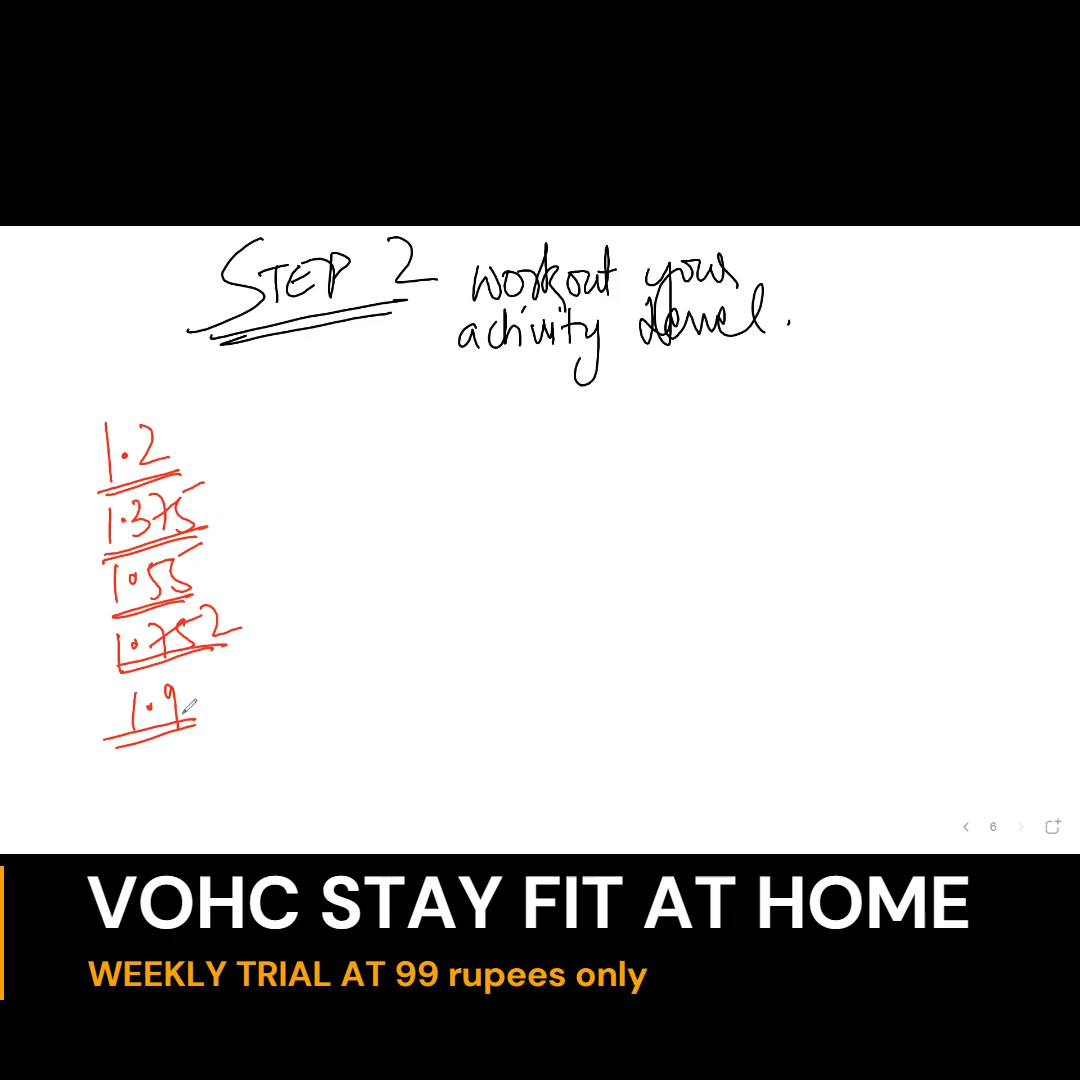 STEP 2 workout your
activity level.
1.2
1.375
1.55
1.752
1.9
6
VOHC STAY FIT AT HOME
WEEKLY TRIAL AT 99 rupees only